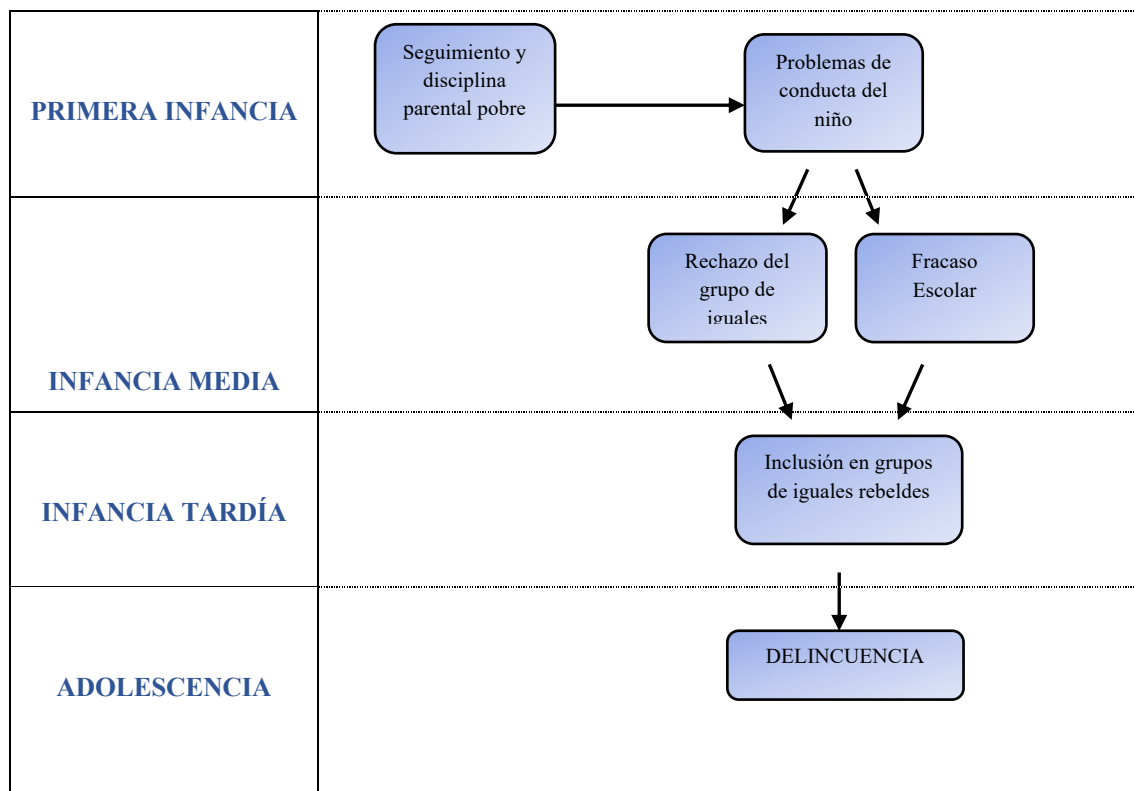 PRIMERA INFANCIA
Seguimiento y
disciplina
parental pobre
Problemas de
conducta del
niño
INFANCIA MEDIA
Rechazo del
grupo de
iguales
Fracaso
Escolar
INFANCIA TARDÍA
Inclusión en grupos
de iguales rebeldes
ADOLESCENCIA
DELINCUENCIA